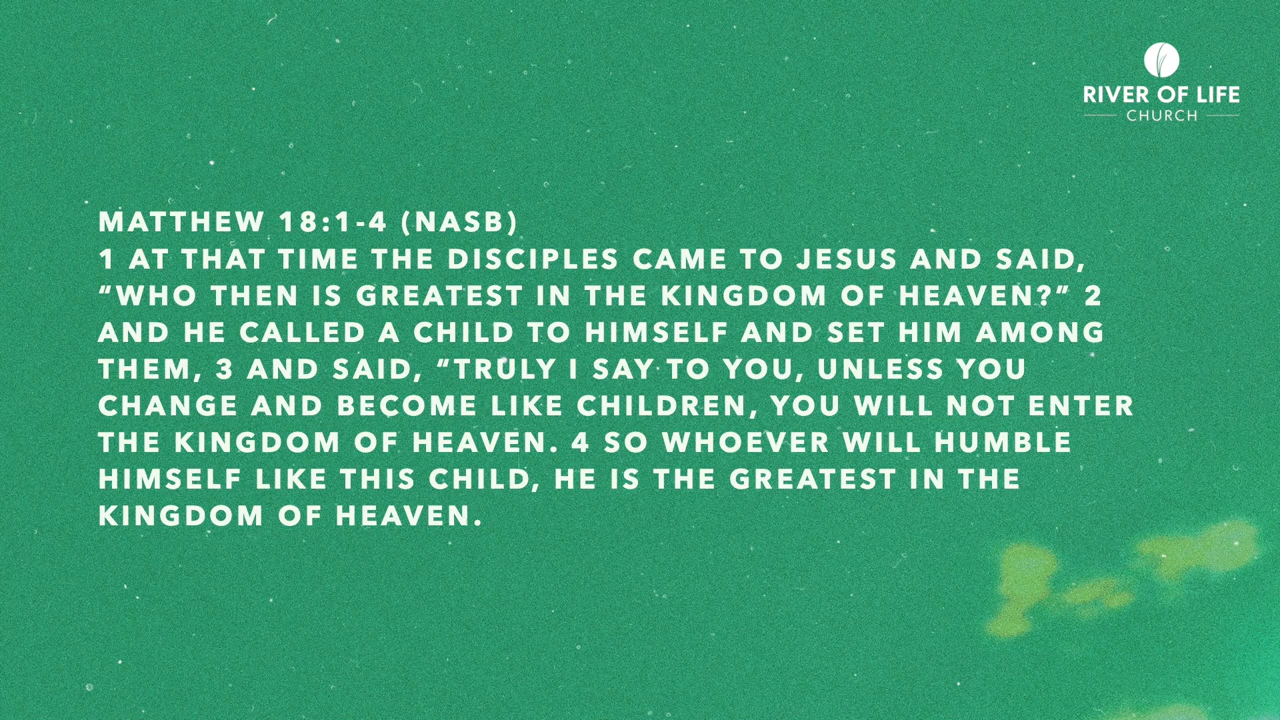 RIVER OF LIFE
CHURCH
MATTHEW 18:1-4 (NASB)
1 AT THAT TIME THE DISCIPLES CAME TO JESUS AND SAID,
“WHO THEN IS GREATEST IN THE KINGDOM OF HEAVEN?” 2
AND HE CALLED A CHILD TO HIMSELF AND SET HIM AMONG
THEM, 3 AND SAID, “TRULY I SAY TO YOU, UNLESS YOU
CHANGE AND BECOME LIKE CHILDREN, YOU WILL NOT ENTER
THE KINGDOM OF HEAVEN. 4 SO WHOEVER WILL HUMBLE
HIMSELF LIKE THIS CHILD, HE IS THE GREATEST IN THE
KINGDOM OF HEAVEN.